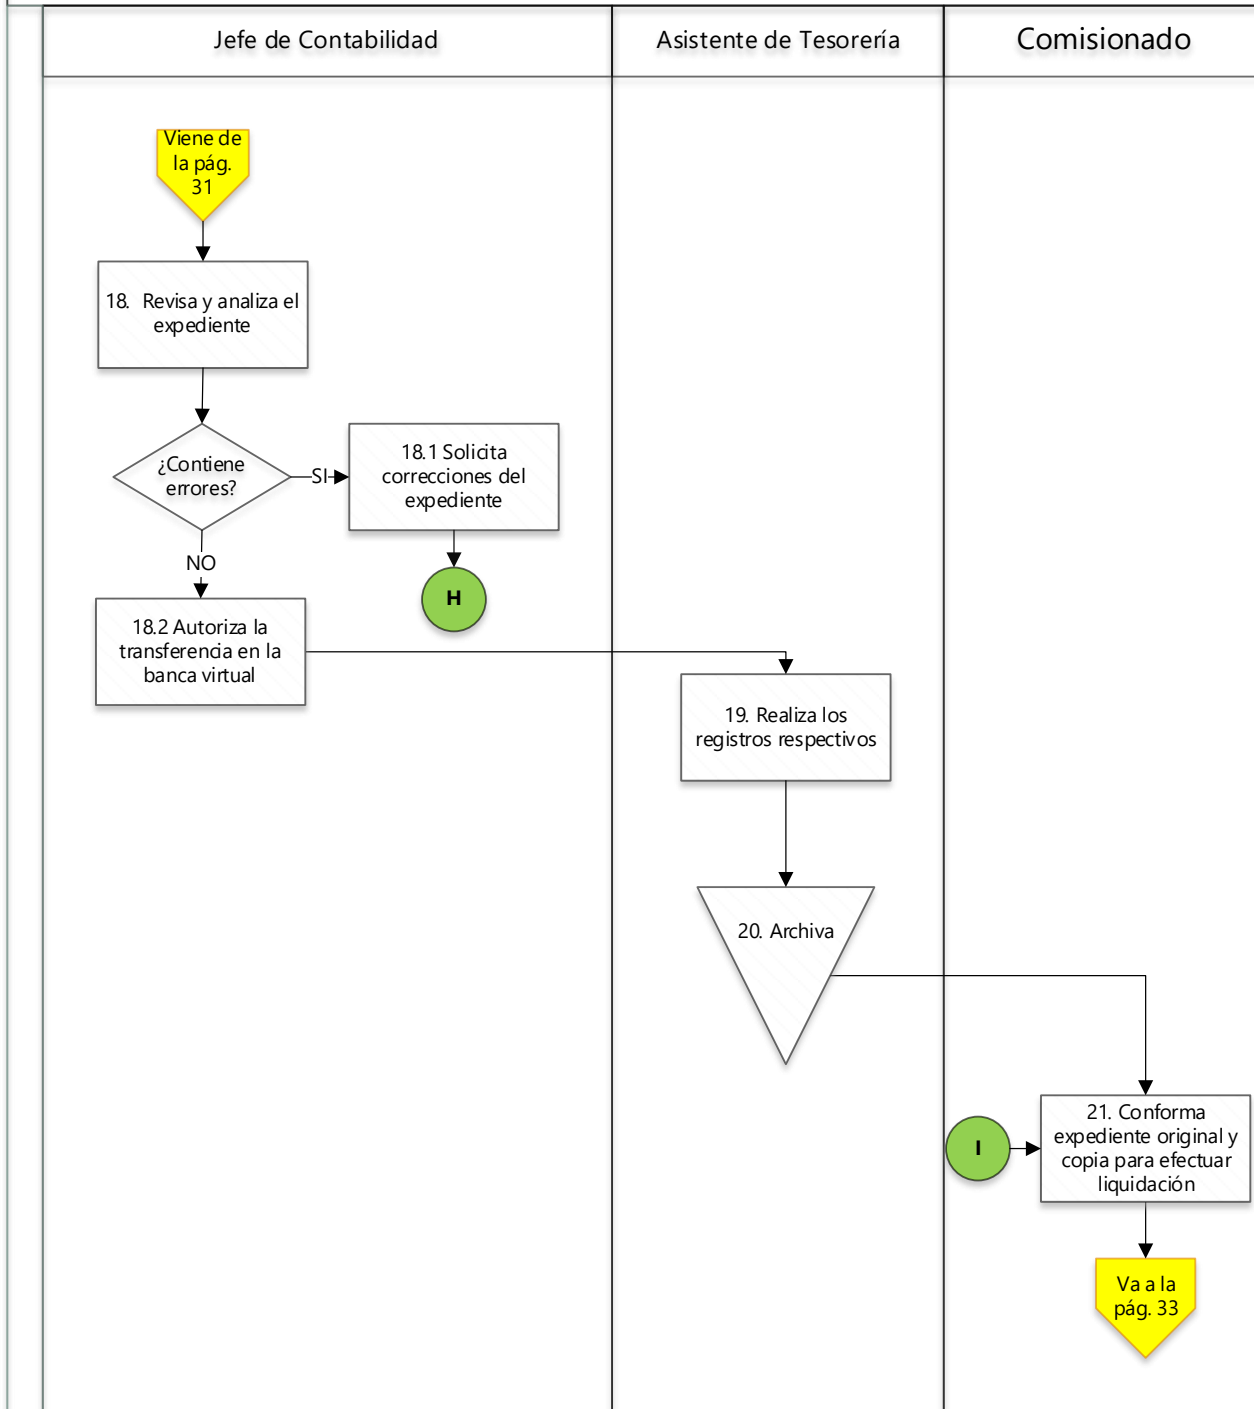 Jefe de Contabilidad
Asistente de Tesorería
Comisionado
Viene de
la pág.
31
18. Revisa y analiza el
expediente
¿Contiene
errores?
SI
18.1 Solicita
correcciones del
expediente
NO
H
18.2 Autoriza la
transferencia en la
banca virtual
19. Realiza los
registros respectivos
20. Archiva
I
21. Conforma
expediente original y
copia para efectuar
liquidación
Va a la
pág. 33